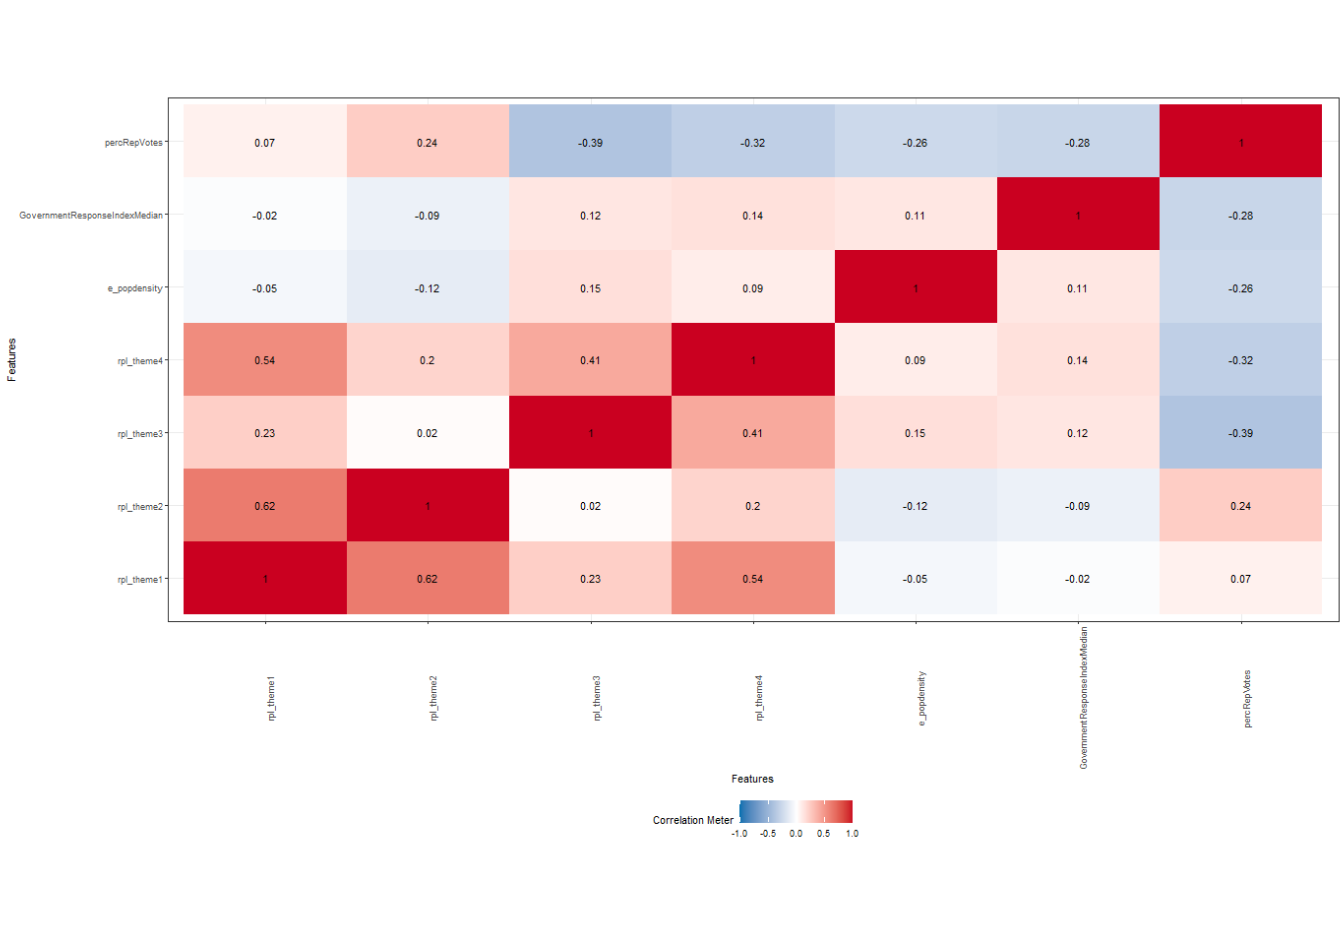 percRepVotes 0.07 0.24 -0.39 -0.32 -0.26 -0.28 1
GovernmentResponseIndexMedian -0.02 -0.09 0.12 0.14 0.11 1 -0.28
e_popdensity -0.05 -0.12 0.15 0.09 1 0.11 -0.26
rpl_theme4 0.54 0.2 0.41 1 0.09 0.14 -0.32
Features
rpl_theme3 0.23 0.02 1 0.41 0.15 0.12 -0.39
rpl_theme2 0.62 1 0.02 0.2 -0.12 -0.09 0.24
rpl_theme1 1 0.62 0.23 0.54 -0.05 -0.02 0.07
rpl_theme1 rpl_theme2 rpl_theme3 rpl_theme4 e_popdensity GovernmentResponseIndexMedian percRepVotes
Features
Correlation Meter
-1.0 -0.5 0.0 0.5 1.0